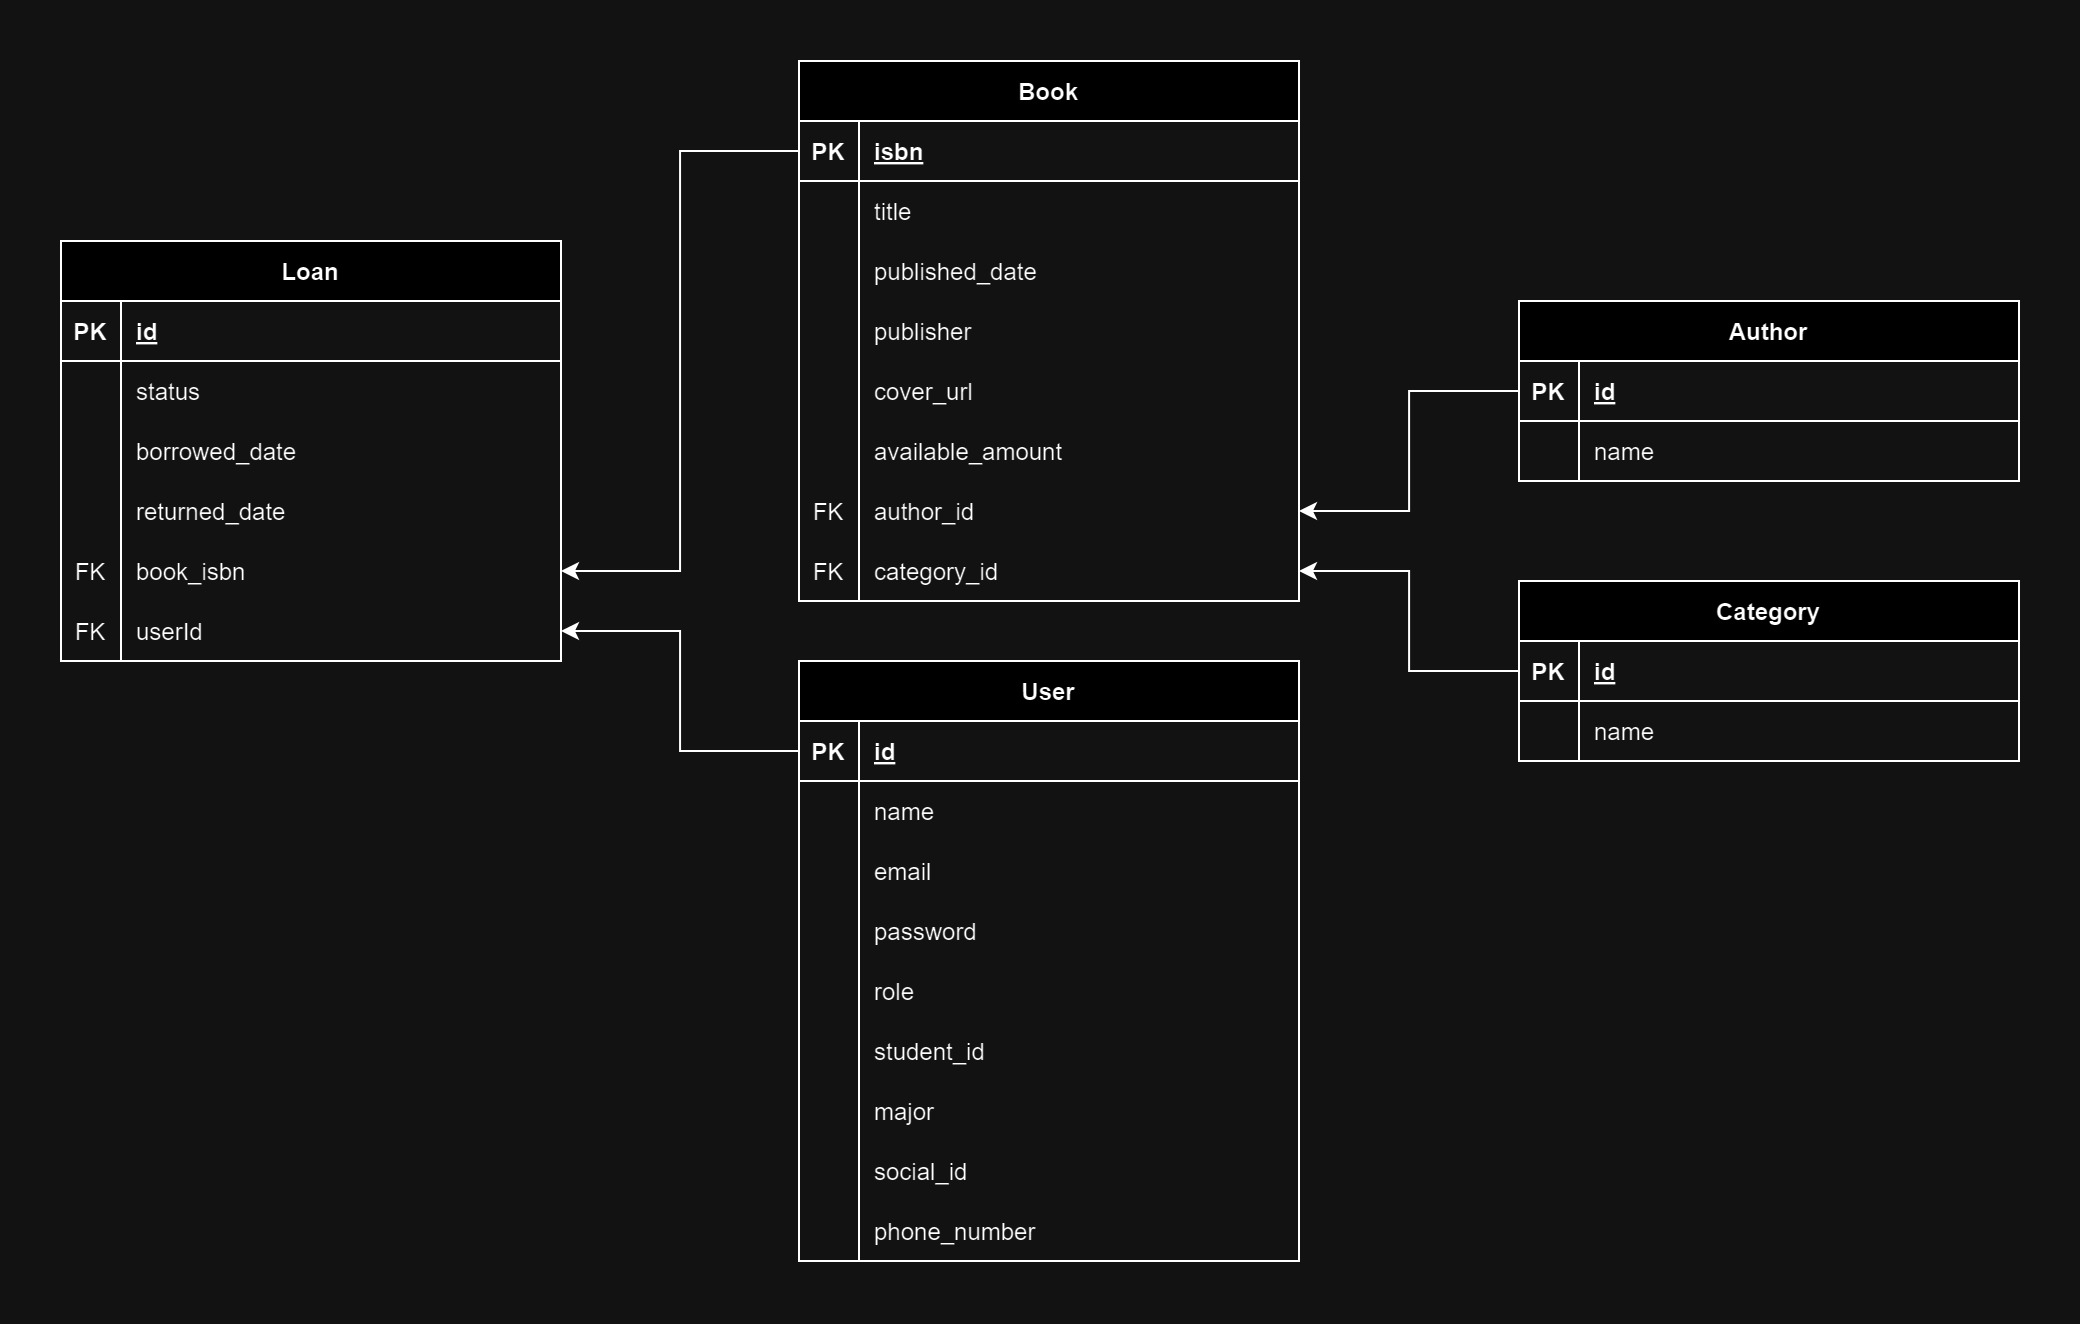 Book
PK isbn
title
published_date
publisher
cover_url
available_amount
FK author_id
FK category_id
Loan
PK id
status
borrowed_date
returned_date
FK book_isbn
FK userId
Author
PK id
name
Category
PK id
name
User
PK id
name
email
password
role
student_id
major
social_id
phone_number